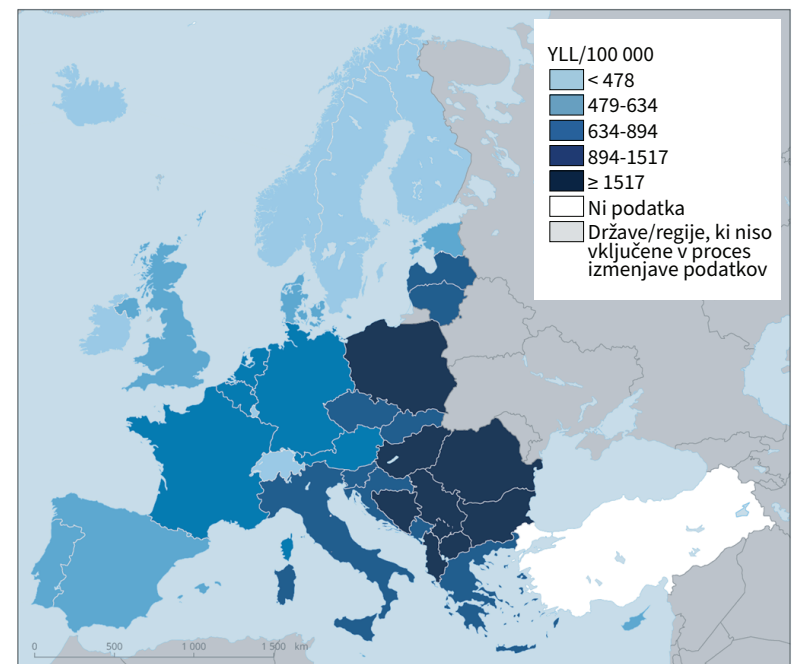 YLL/100 000
< 478
479-634
634-894
894-1517
≥ 1517
Ni podatka
Države/regije, ki niso
vključene v proces
izmenjave podatkov
0 500 1 000 1 500 km